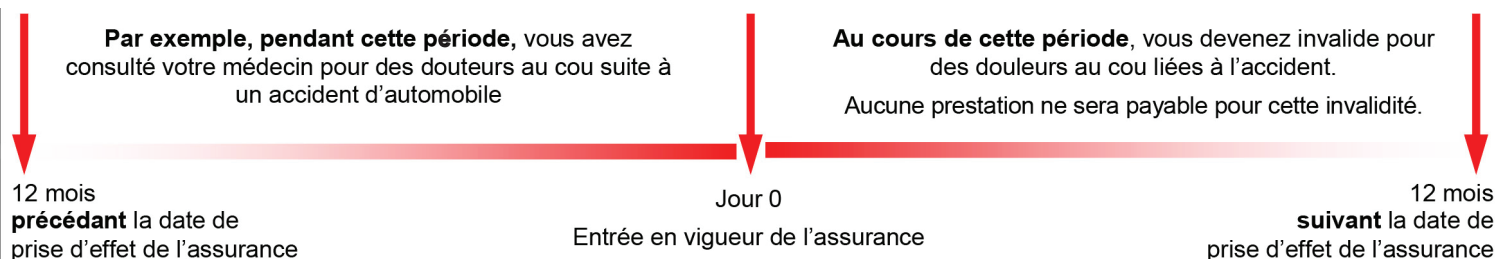 Par exemple, pendant cette période, vous avez
consulté votre médecin pour des douteurs au cou suite à
un accident d'automobile
Au cours de cette période, vous devenez invalide pour
des douleurs au cou liées à l'accident.
Aucune prestation ne sera payable pour cette invalidité.
12 mois
précédant la date de
prise d'effet de l'assurance
Jour 0
Entrée en vigueur de l'assurance
12 mois
suivant la date de
prise d'effet de l'assurance